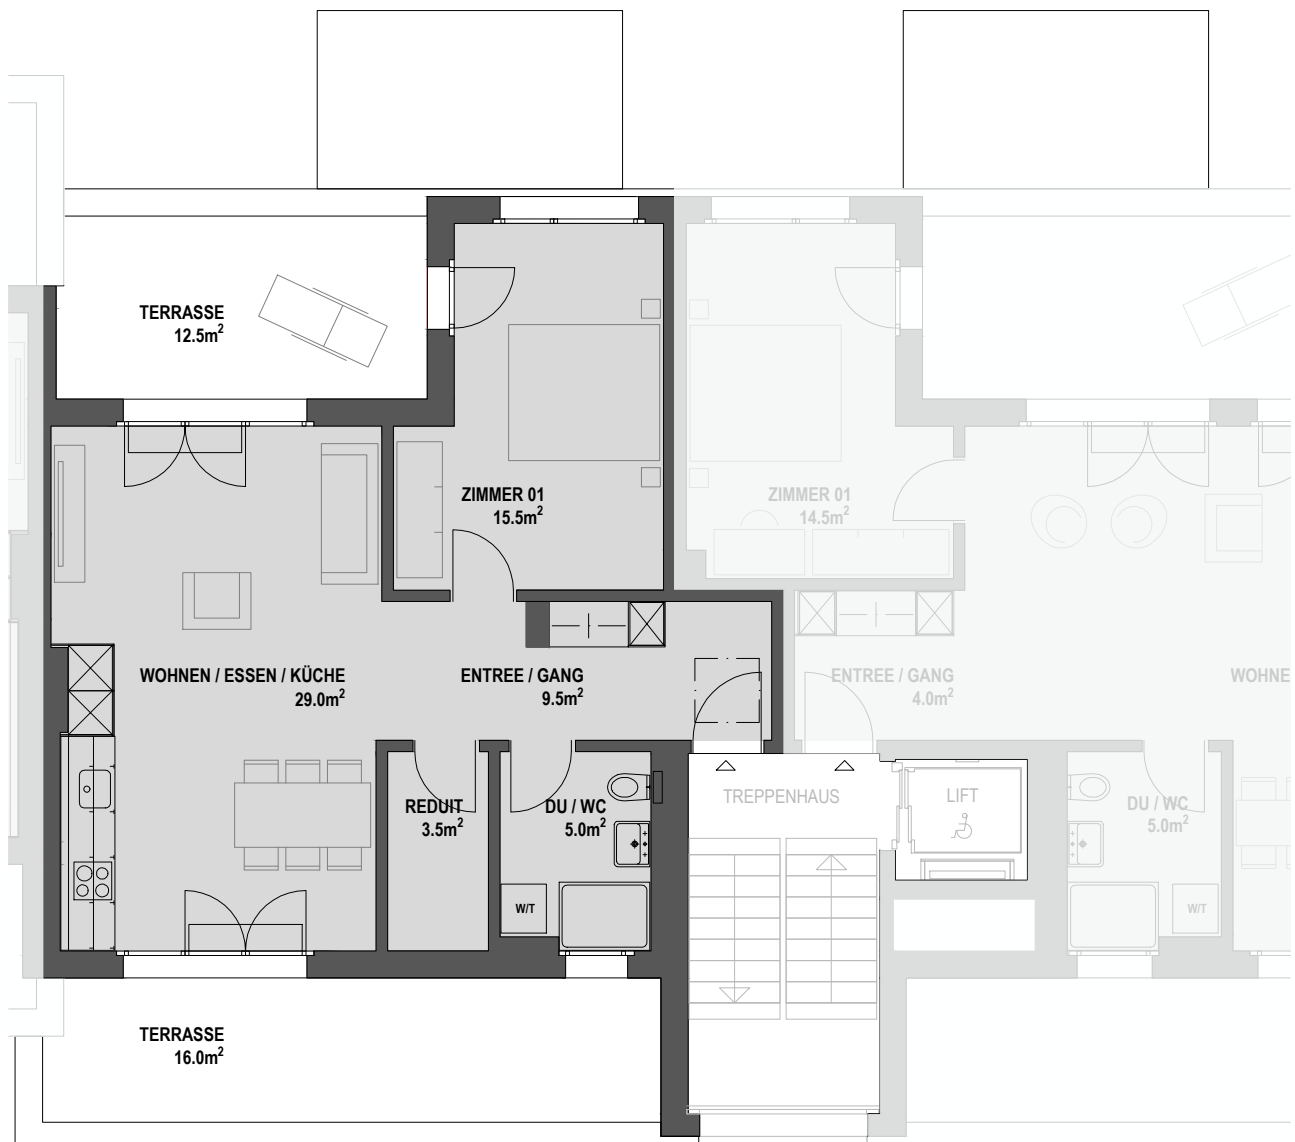 TERRASSE
12.5m²
ZIMMER 01
15.5m²
ZIMMER 01
14.5m²
WOHNEN / ESSEN / KÜCHE
29.0m²
ENTREE / GANG
9.5m²
ENTREE / GANG
4.0m²
WOHNE
REDUIT
3.5m²
DU / WC
5.0m²
TREPPENHAUS
LIFT
DU / WC
5.0m²
W/T
W/T
TERRASSE
16.0m²